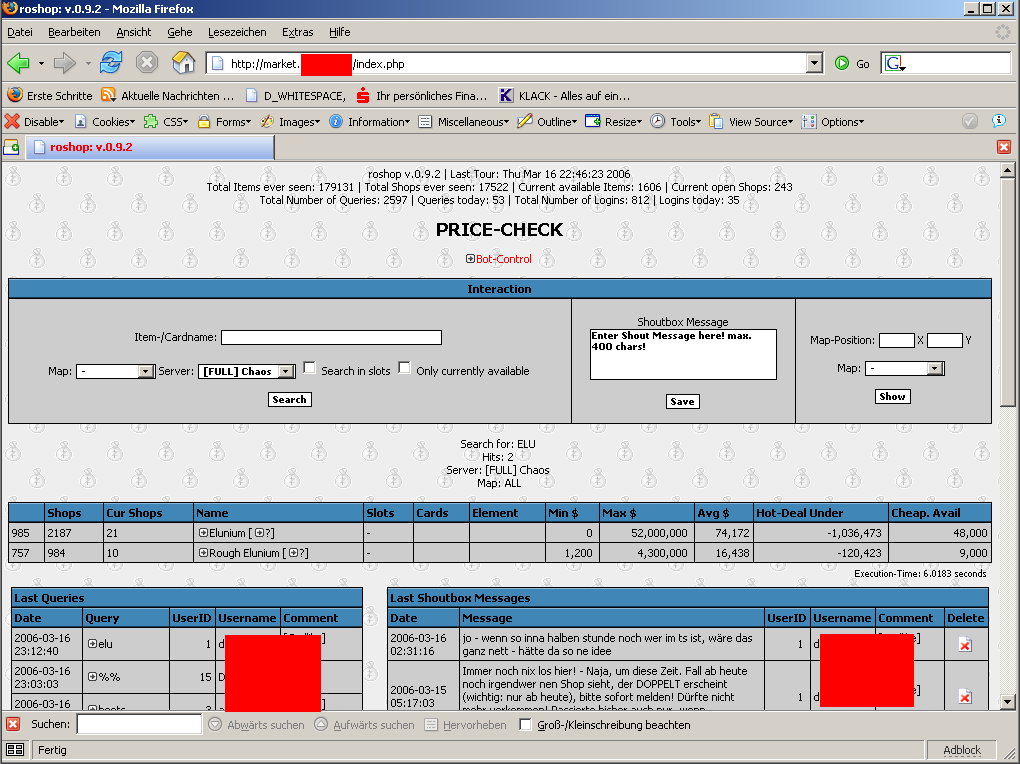 roshop: v.0.9.2 - Mozilla Firefox
Datei Bearbeiten Ansicht Gehe Lesezeichen Extras Hilfe
http://market. /index.php Go
Erste Schritte Aktuelle Nachrichten ... D_WHITESPACE, Ihr persönliches Fina... KLACK - Alles auf ein...
Disable Cookies CSS Forms Images Information Miscellaneous Outline Resize Tools View Source Options
roshop: v.0.9.2
roshop v.0.9.2 | Last Tour: Thu Mar 16 22:46:23 2006
Total Items ever seen: 179131 | Total Shops ever seen: 17522 | Current available Items: 1606 | Current open Shops: 243
Total Number of Queries: 2597 | Queries today: 53 | Total Number of Logins: 812 | Logins today: 35
PRICE-CHECK
Bot-Control
Interaction
Item-/Cardname:
Map: - Server: [FULL] Chaos Search in slots Only currently available
Search
Shoutbox Message
Enter Shout Message here! max.
400 chars!
Save
Map-Position: X Y
Map: -
Show
Search for: ELU
Hits: 2
Server: [FULL] Chaos
Map: ALL
Shops Cur Shops Name Slots Cards Element Min $ Max $ Avg $ Hot-Deal Under Cheap. Avail
985 2187 21 Elunium [ ?] - 0 52,000,000 74,172 -1,036,473 48,000
757 984 10 Rough Elunium [ ?] - 1,200 4,300,000 16,438 -120,423 9,000
Execution-Time: 6.0183 seconds
Last Queries
Date Query UserID Username Comment
2006-03-16
23:12:40 elu 1 d
2006-03-16
23:03:03 %% 15 D
2006-03-16
Last Shoutbox Messages
Date Message UserID Username Comment Delete
2006-03-16
02:31:16
jo - wenn so inna halben stunde noch wer im ts ist, wäre das
ganz nett - hätte da so ne idee
1 d
2006-03-15
05:17:03
Immer noch nix los hier! - Naja, um diese Zeit. Fall ab heute
noch irgendwer nen Shop sieht, der DOPPELT erscheint
(wichtig: nur ab heute), bitte sofort melden! Dürfte nicht
mehr vorkommen! Passierte bisher auch nur, wenn
1 d
Suchen: Abwärts suchen Aufwärts suchen Hervorheben Groß-/Kleinschreibung beachten
Fertig Adblock